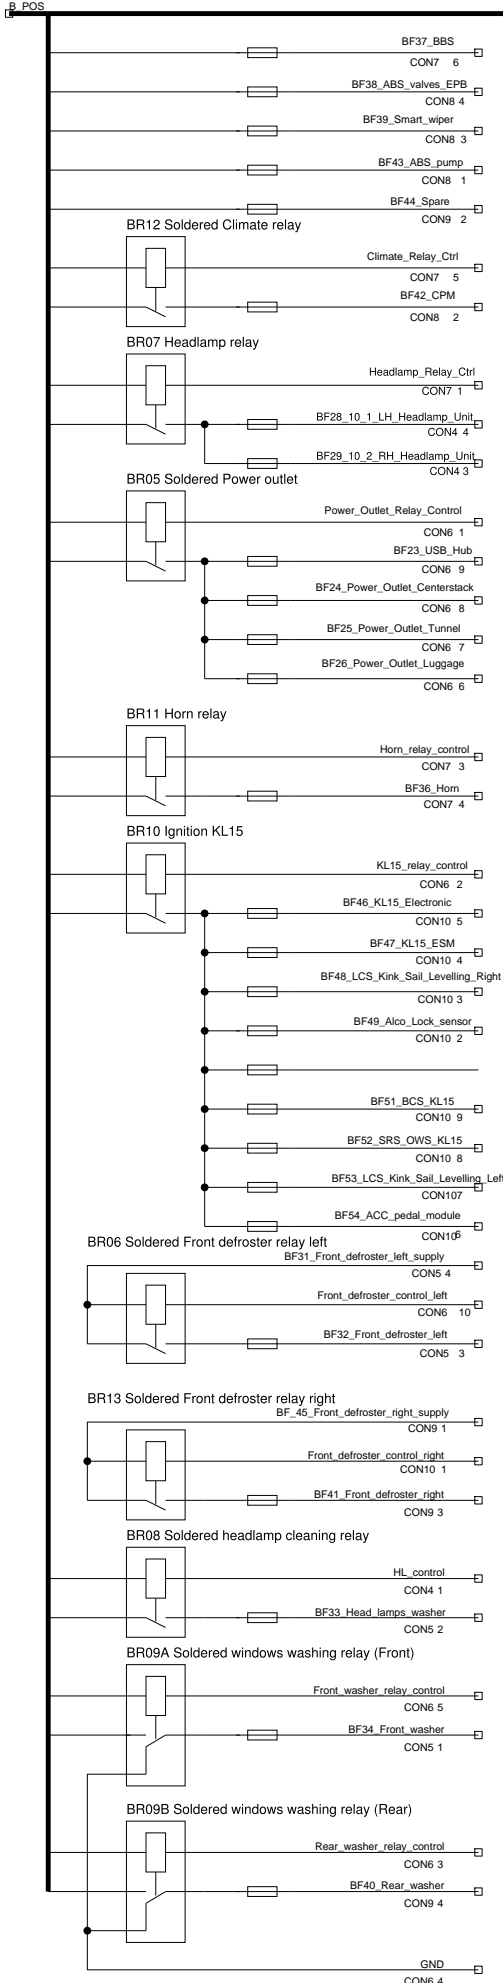 B_POS
BF37_BBS
CON7 6
BF38_ABS_valves_EPB
CON8 4
BF39_Smart_wiper
CON8 3
BF43_ABS_pump
CON8 1
BF44_Spare
CON9 2
BR12 Soldered Climate relay
Climate_Relay_Ctrl
CON7 5
BF42_CPM
CON8 2
BR07 Headlamp relay
Headlamp_Relay_Ctrl
CON7 1
BF28_10_1_LH_Headlamp_Unit
CON4 4
BF29_10_2_RH_Headlamp_Unit
CON4 3
BR05 Soldered Power outlet
Power_Outlet_Relay_Control
CON6 1
BF23_USB_Hub
CON6 9
BF24_Power_Outlet_Centerstack
CON6 8
BF25_Power_Outlet_Tunnel
CON6 7
BF26_Power_Outlet_Luggage
CON6 6
BR11 Horn relay
Horn_relay_control
CON7 3
BF36_Horn
CON7 4
BR10 Ignition KL15
KL15_relay_control
CON6 2
BF46_KL15_Electronic
CON10 5
BF47_KL15_ESM
CON10 4
BF48_LCS_Kink_Sail_Levelling_Right
CON10 3
BF49_Alco_Lock_sensor
CON10 2
BF51_BCS_KL15
CON10 9
BF52_SRS_OWS_KL15
CON10 8
BF53_LCS_Kink_Sail_Levelling_Left
CON107
BF54_ACC_pedal_module
CON106
BR06 Soldered Front defroster relay left
BF31_Front_defroster_left_supply
CON5 4
Front_defroster_control_left
CON6 10
BF32_Front_defroster_left
CON5 3
BR13 Soldered Front defroster relay right
BF_45_Front_defroster_right_supply
CON9 1
Front_defroster_control_right
CON10 1
BF41_Front_defroster_right
CON9 3
BR08 Soldered headlamp cleaning relay
HL_control
CON4 1
BF33_Head_lamps_washer
CON5 2
BR09A Soldered windows washing relay (Front)
Front_washer_relay_control
CON6 5
BF34_Front_washer
CON5 1
BR09B Soldered windows washing relay (Rear)
Rear_washer_relay_control
CON6 3
BF40_Rear_washer
CON9 4
GND
CON6 4